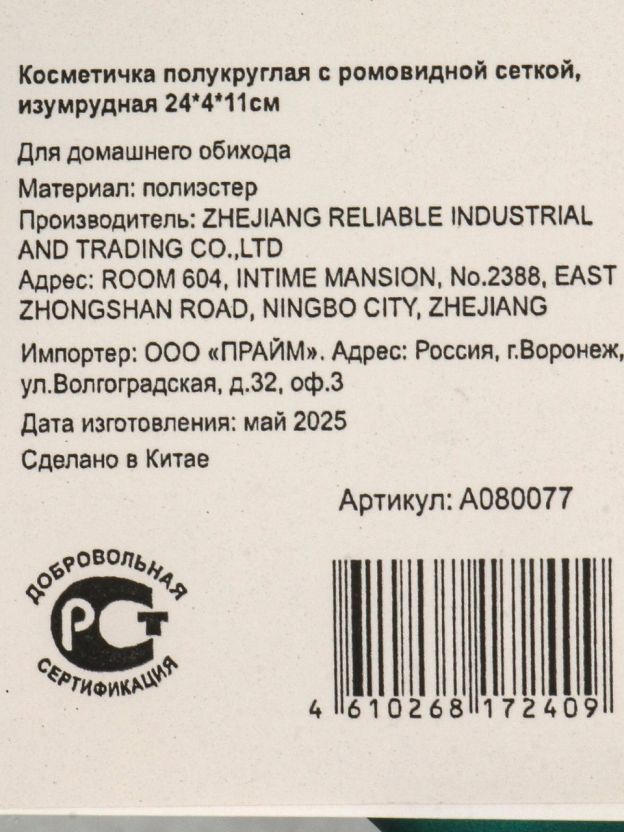 Косметичка полукруглая с ромовидной сеткой,
изумрудная 24*4*11см
Для домашнего обихода
Материал: полиэстер
Производитель: ZHEJIANG RELIABLE INDUSTRIAL
AND TRADING CO.,LTD
Адрес: ROOM 604, INTIME MANSION, No.2388, EAST
ZHONGSHAN ROAD, NINGBO CITY, ZHEJIANG
Импортер: ООО «ПРАЙМ». Адрес: Россия, г.Воронеж,
ул.Волгоградская, д.32, оф.3
Дата изготовления: май 2025
Сделано в Китае
Артикул: А080077
ДОБРОВОЛЬНАЯ
РСТ
СЕРТИФИКАЦИЯ
4 610268 172409